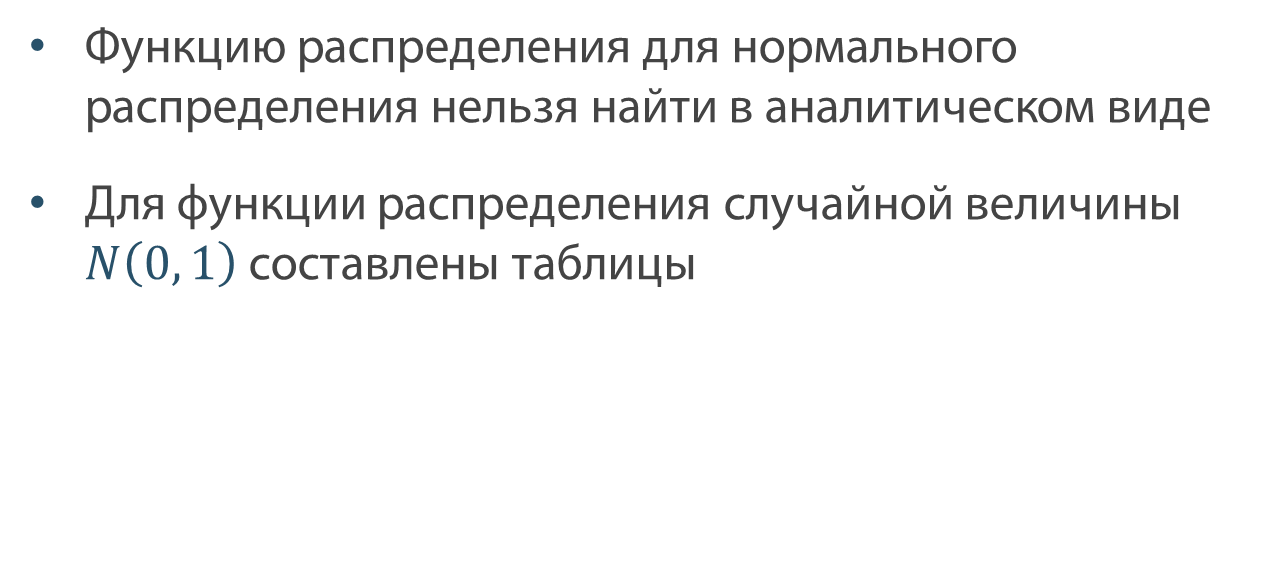 • Функцию распределения для нормального
распределения нельзя найти в аналитическом виде
• Для функции распределения случайной величины
N(0, 1) составлены таблицы